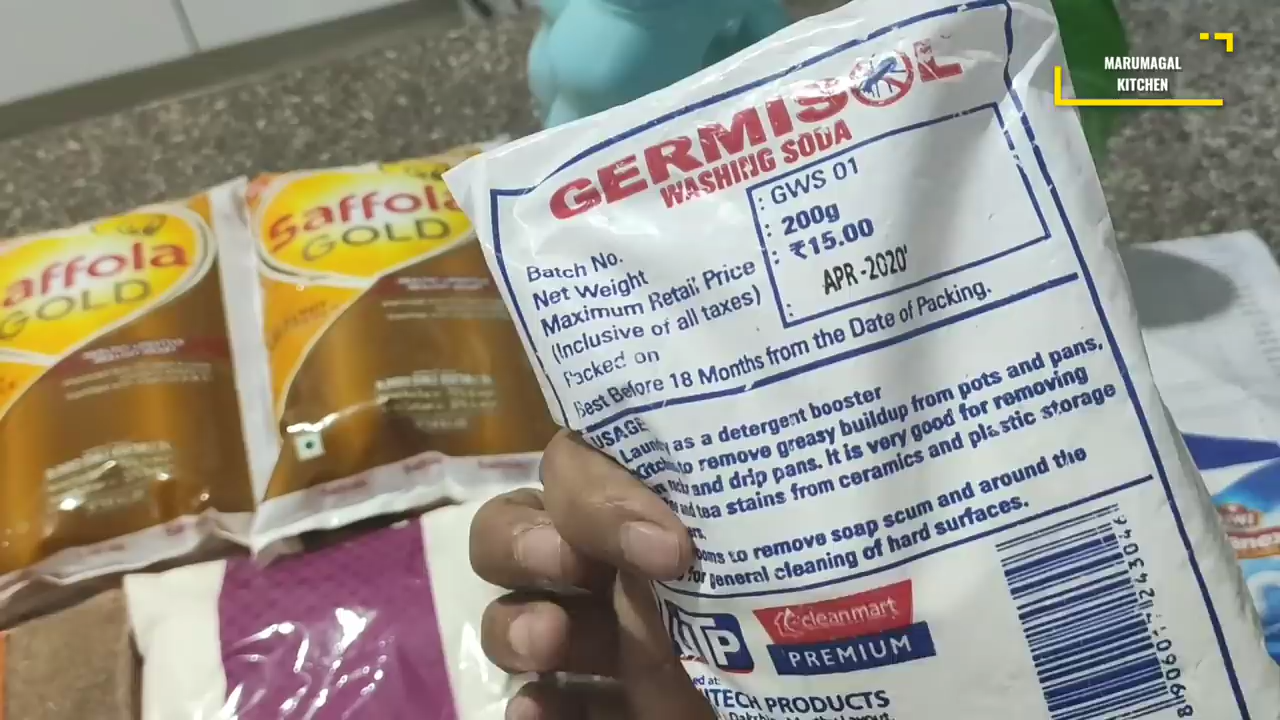 MARUMAGAL
KITCHEN
GERMISOL
WASHING SODA
Batch No. : GWS 01
Net Weight : 200g
Maximum Retail Price : ₹15.00
(Inclusive of all taxes)
Packed on : APR-2020
Best Before 18 Months from the Date of Packing.
USAGE
as a detergent booster
to remove greasy buildup from pots and pans,
and drip pans. It is very good for removing
and tea stains from ceramics and plastic storage
to remove soap scum and around the
for general cleaning of hard surfaces.
cleanmart
PREMIUM
PRODUCTS
affola
GOLD
Saffola
GOLD